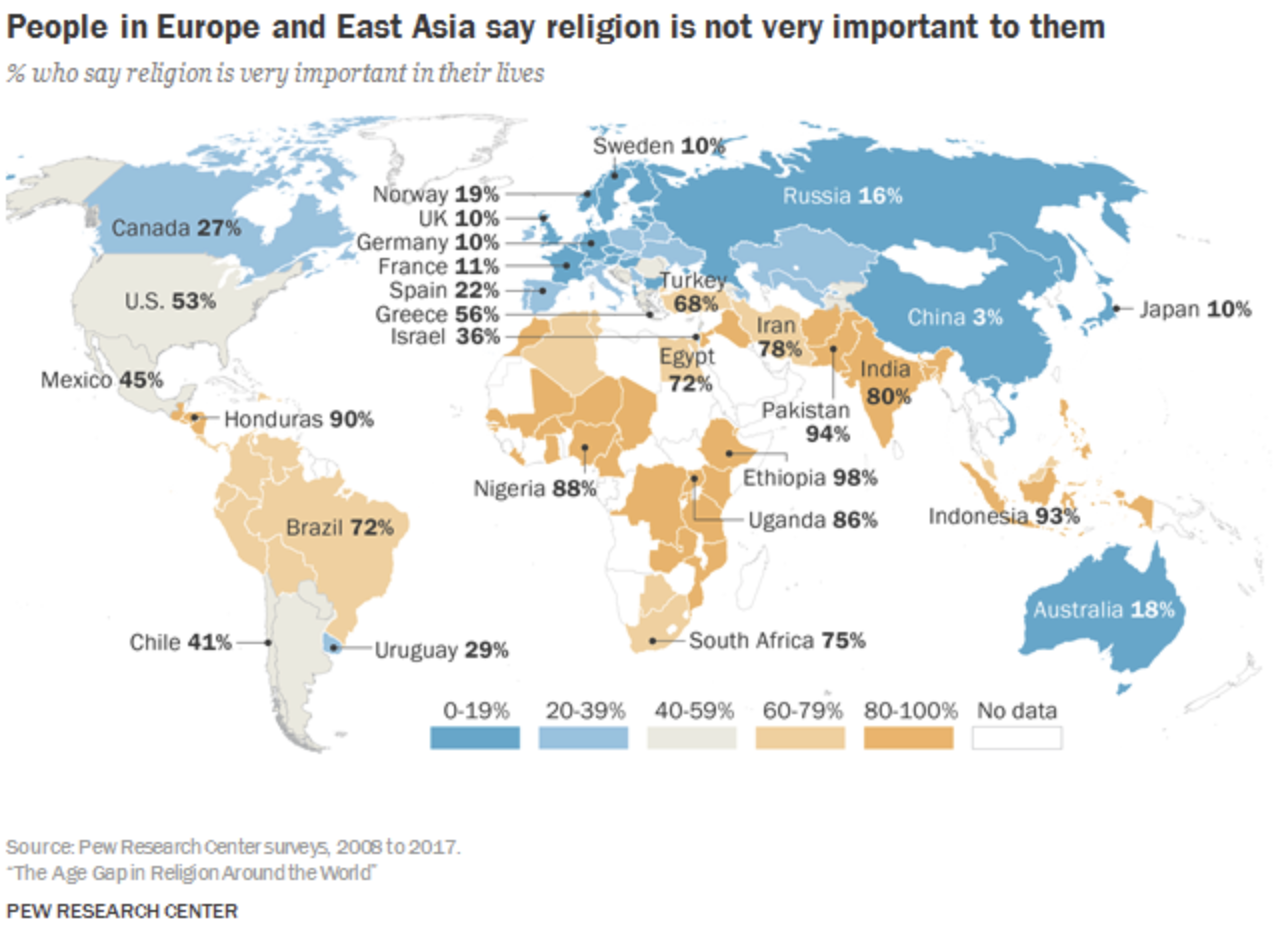 People in Europe and East Asia say religion is not very important to them
% who say religion is very important in their lives
Sweden 10%
Norway 19%
Russia 16%
UK 10%
Canada 27%
Germany 10%
France 11%
Turkey
68%
Spain 22%
U.S. 53%
Greece 56%
China 3%
Japan 10%
Iran
78%
Israel 36%
Egypt
72%
India
80%
Mexico 45%
Pakistan
94%
Honduras 90%
Ethiopia 98%
Nigeria 88%
Uganda 86%
Indonesia 93%
Brazil 72%
Australia 18%
Chile 41%
Uruguay 29%
South Africa 75%
0-19% 20-39% 40-59% 60-79% 80-100% No data
Source: Pew Research Center surveys, 2008 to 2017.
“The Age Gap in Religion Around the World”
PEW RESEARCH CENTER